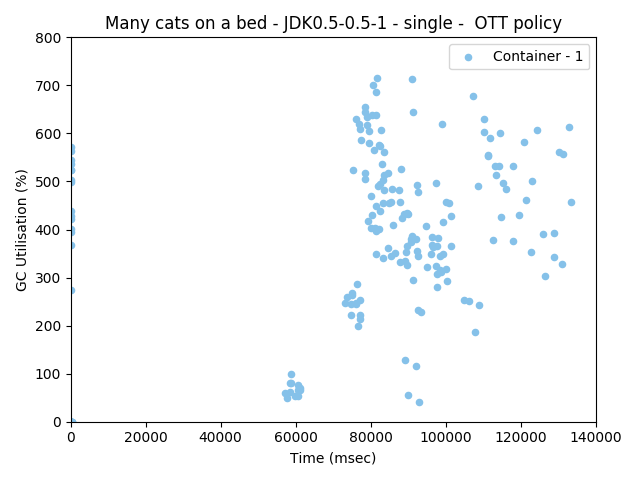 Many cats on a bed - JDK0.5-0.5-1 - single -  OTT policy
Container - 1
GC Utilisation (%)
800
700
600
500
400
300
200
100
0
0 20000 40000 60000 80000 100000 120000 140000
Time (msec)